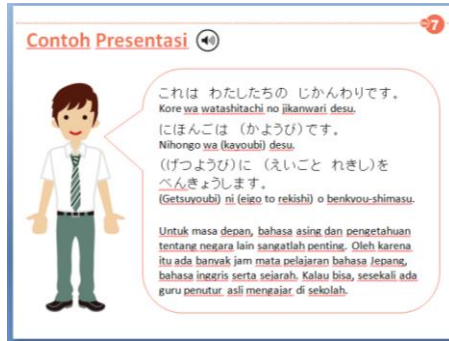 7
Contoh Presentasi
これは わたしたちの じかんわりです。
Kore wa watashitachi no jikanwari desu.
にほんごは （かようび）です。
Nihongo wa (kayoubi) desu.
（げつようび）に （えいごと れきし）を
べんきょうします。
(Getsuyoubi) ni (eigo to rekishi) o benkyou-shimasu.
Untuk masa depan, bahasa asing dan pengetahuan
tentang negara lain sangatlah penting. Oleh karena
itu ada banyak jam mata pelajaran bahasa Jepang,
bahasa inggris serta sejarah. Kalau bisa, sesekali ada
guru penutur asli mengajar di sekolah.